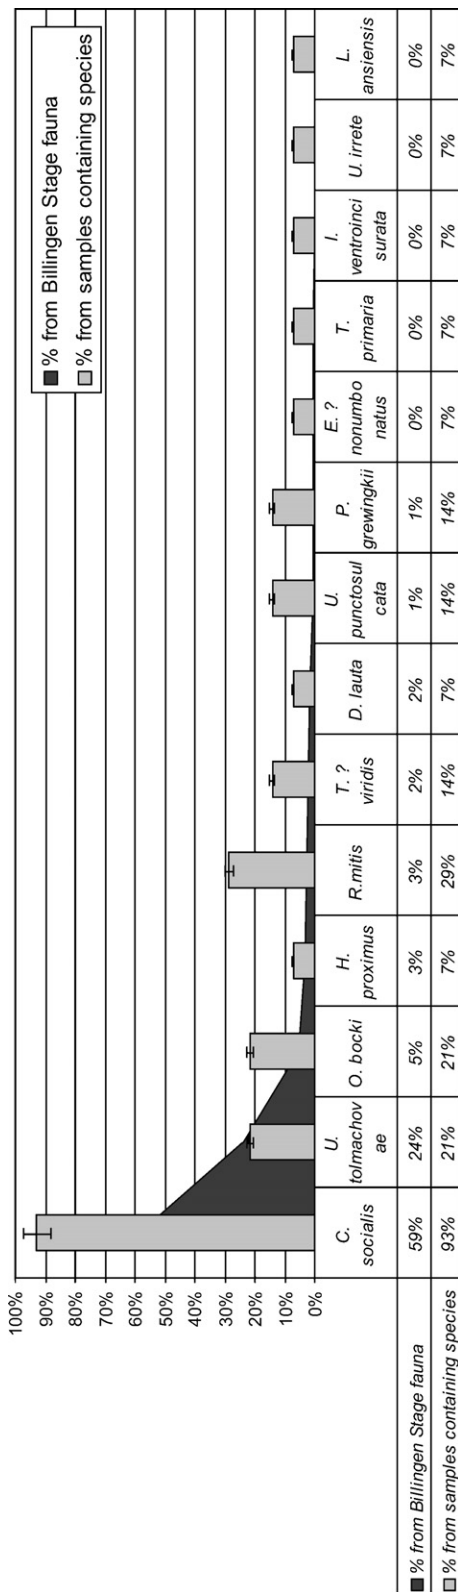 100%
90%
80%
70%
60%
50%
40%
30%
20%
10%
0%
% from Billingen Stage fauna
% from samples containing species
C.
socialis
U.
tolmachov
ae
O. bocki
H.
proximus
R.mitis
T. ?
viridis
D. lauta
U.
punctosul
cata
P.
grewingkii
E. ?
nonumbo
natus
T.
primaria
I.
ventroinci
surata
U. irrete
L.
ansiensis
% from Billingen Stage fauna 59% 24% 5% 3% 3% 2% 2% 1% 1% 0% 0% 0% 0% 0%
% from samples containing species 93% 21% 21% 7% 29% 14% 7% 14% 14% 7% 7% 7% 7% 7%